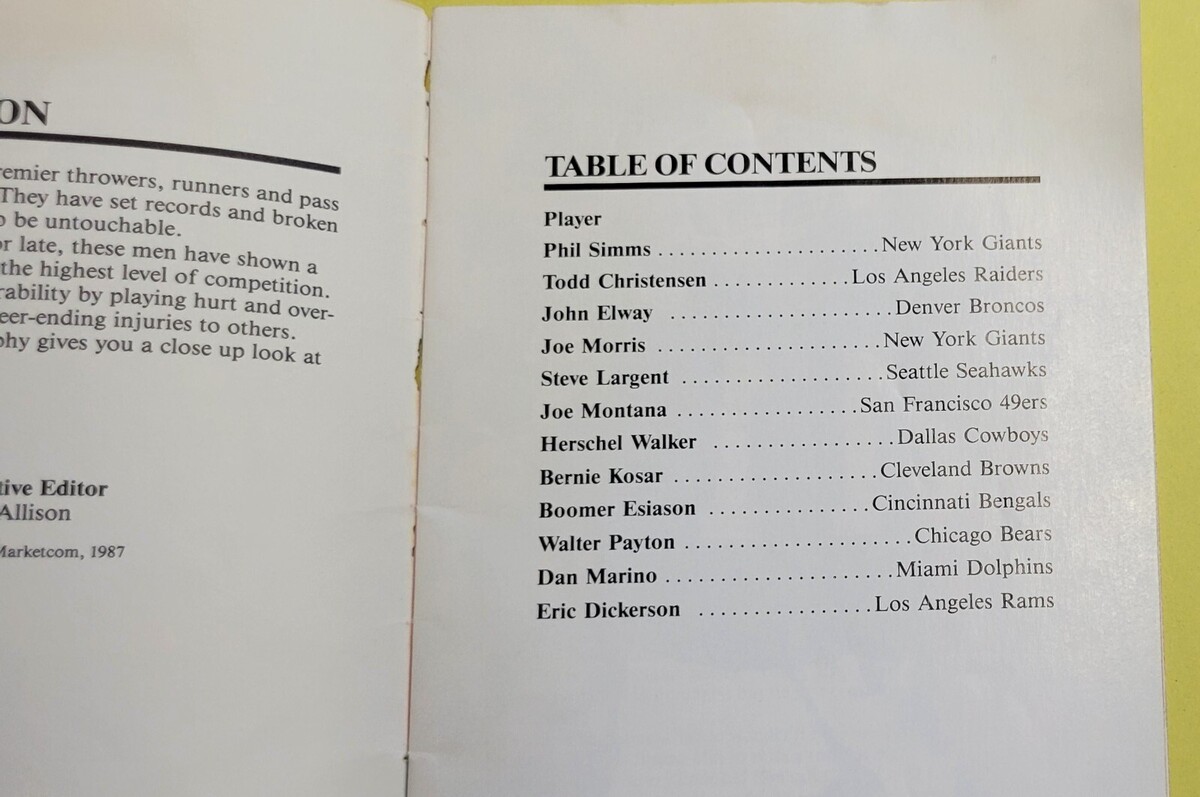 ON
remier throwers, runners and pass
They have set records and broken
o be untouchable.
or late, these men have shown a
the highest level of competition.
rability by playing hurt and over-
eer-ending injuries to others.
phy gives you a close up look at
tive Editor
Allison
Marketcom, 1987
TABLE OF CONTENTS
Player
Phil Simms ..................... New York Giants
Todd Christensen ............. Los Angeles Raiders
John Elway ...................... Denver Broncos
Joe Morris ..................... New York Giants
Steve Largent ................... Seattle Seahawks
Joe Montana ................. San Francisco 49ers
Herschel Walker ................. Dallas Cowboys
Bernie Kosar .................... Cleveland Browns
Boomer Esiason ................ Cincinnati Bengals
Walter Payton ...................... Chicago Bears
Dan Marino ...................... Miami Dolphins
Eric Dickerson ................. Los Angeles Rams